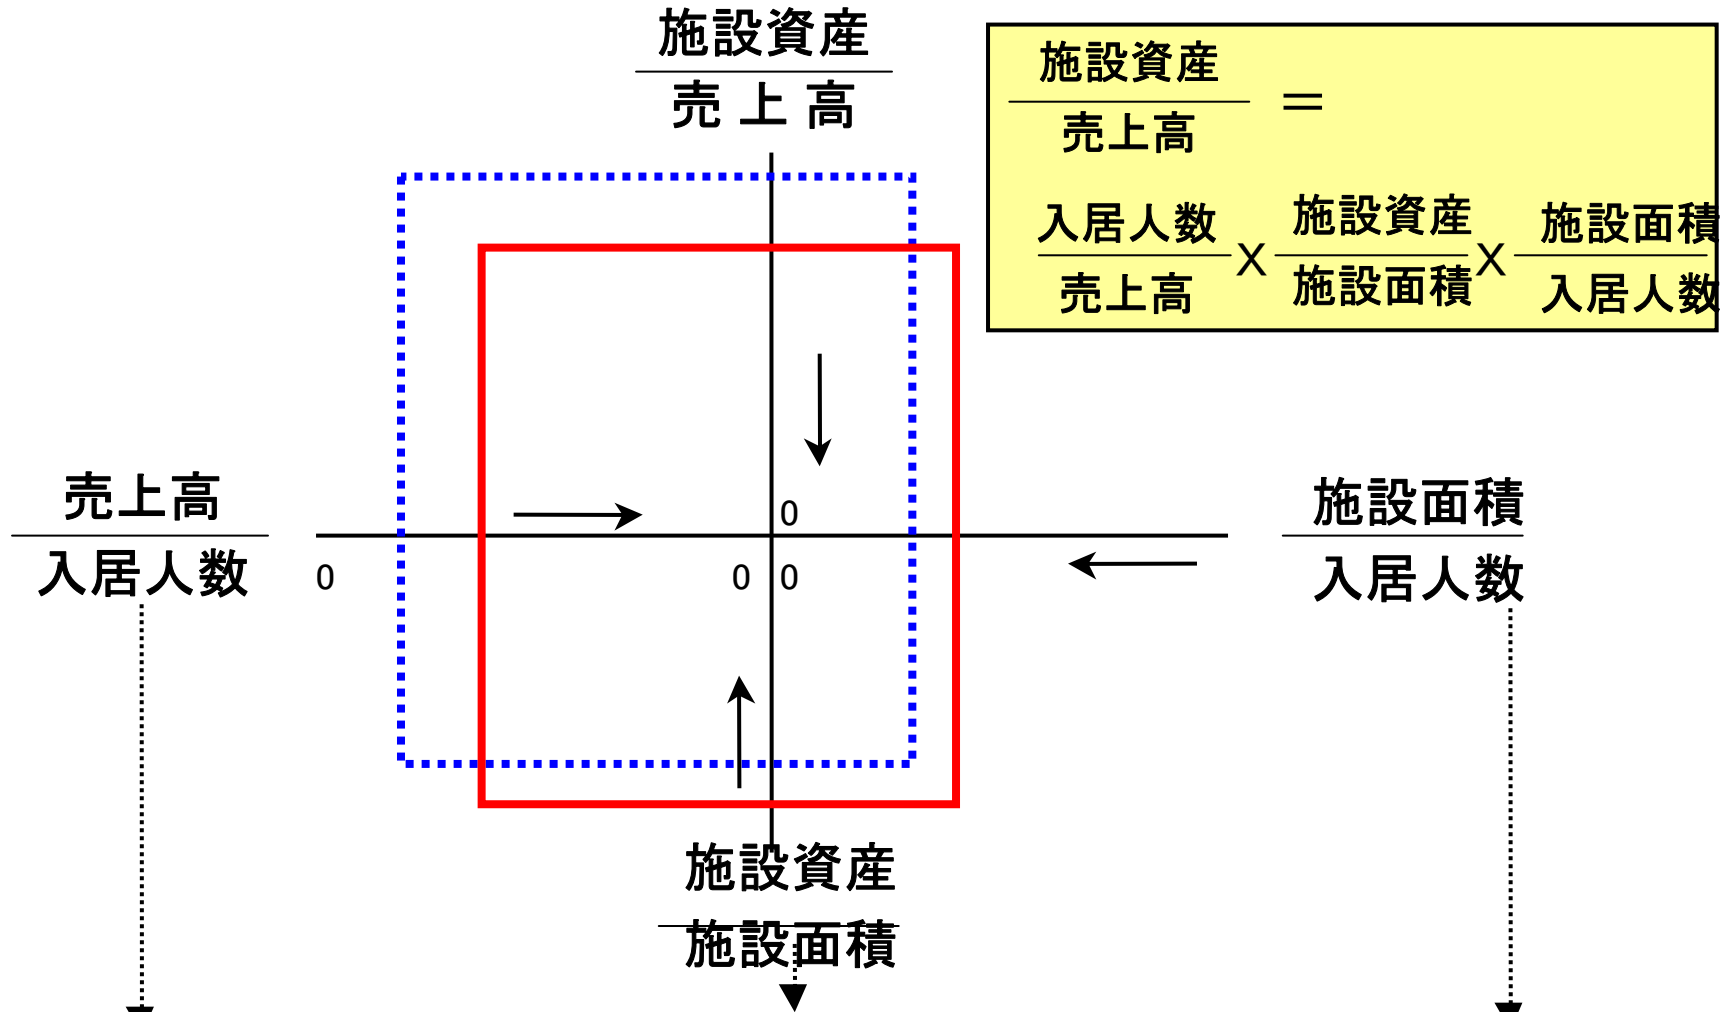 施設資産
売上高
施設資産
売上高
＝
入居人数
売上高
X
施設資産
施設面積
X
施設面積
入居人数
売上高
入居人数
0
0
0
0
施設面積
入居人数
施設資産
施設面積